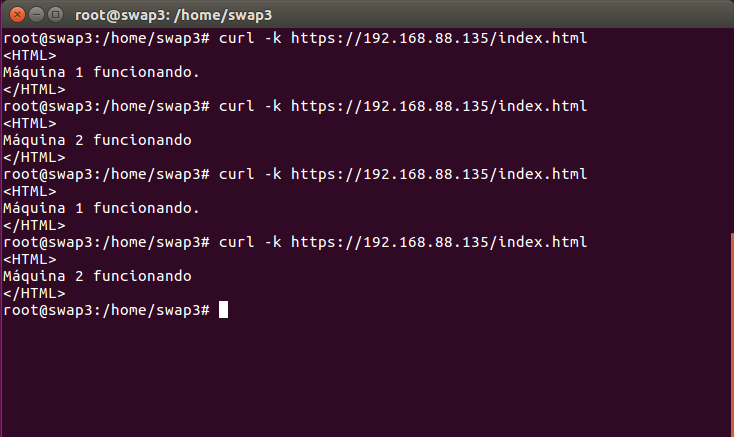 root@swap3: /home/swap3
root@swap3:/home/swap3# curl -k https://192.168.88.135/index.html
<HTML>
Máquina 1 funcionando.
</HTML>
root@swap3:/home/swap3# curl -k https://192.168.88.135/index.html
<HTML>
Máquina 2 funcionando
</HTML>
root@swap3:/home/swap3# curl -k https://192.168.88.135/index.html
<HTML>
Máquina 1 funcionando.
</HTML>
root@swap3:/home/swap3# curl -k https://192.168.88.135/index.html
<HTML>
Máquina 2 funcionando
</HTML>
root@swap3:/home/swap3#